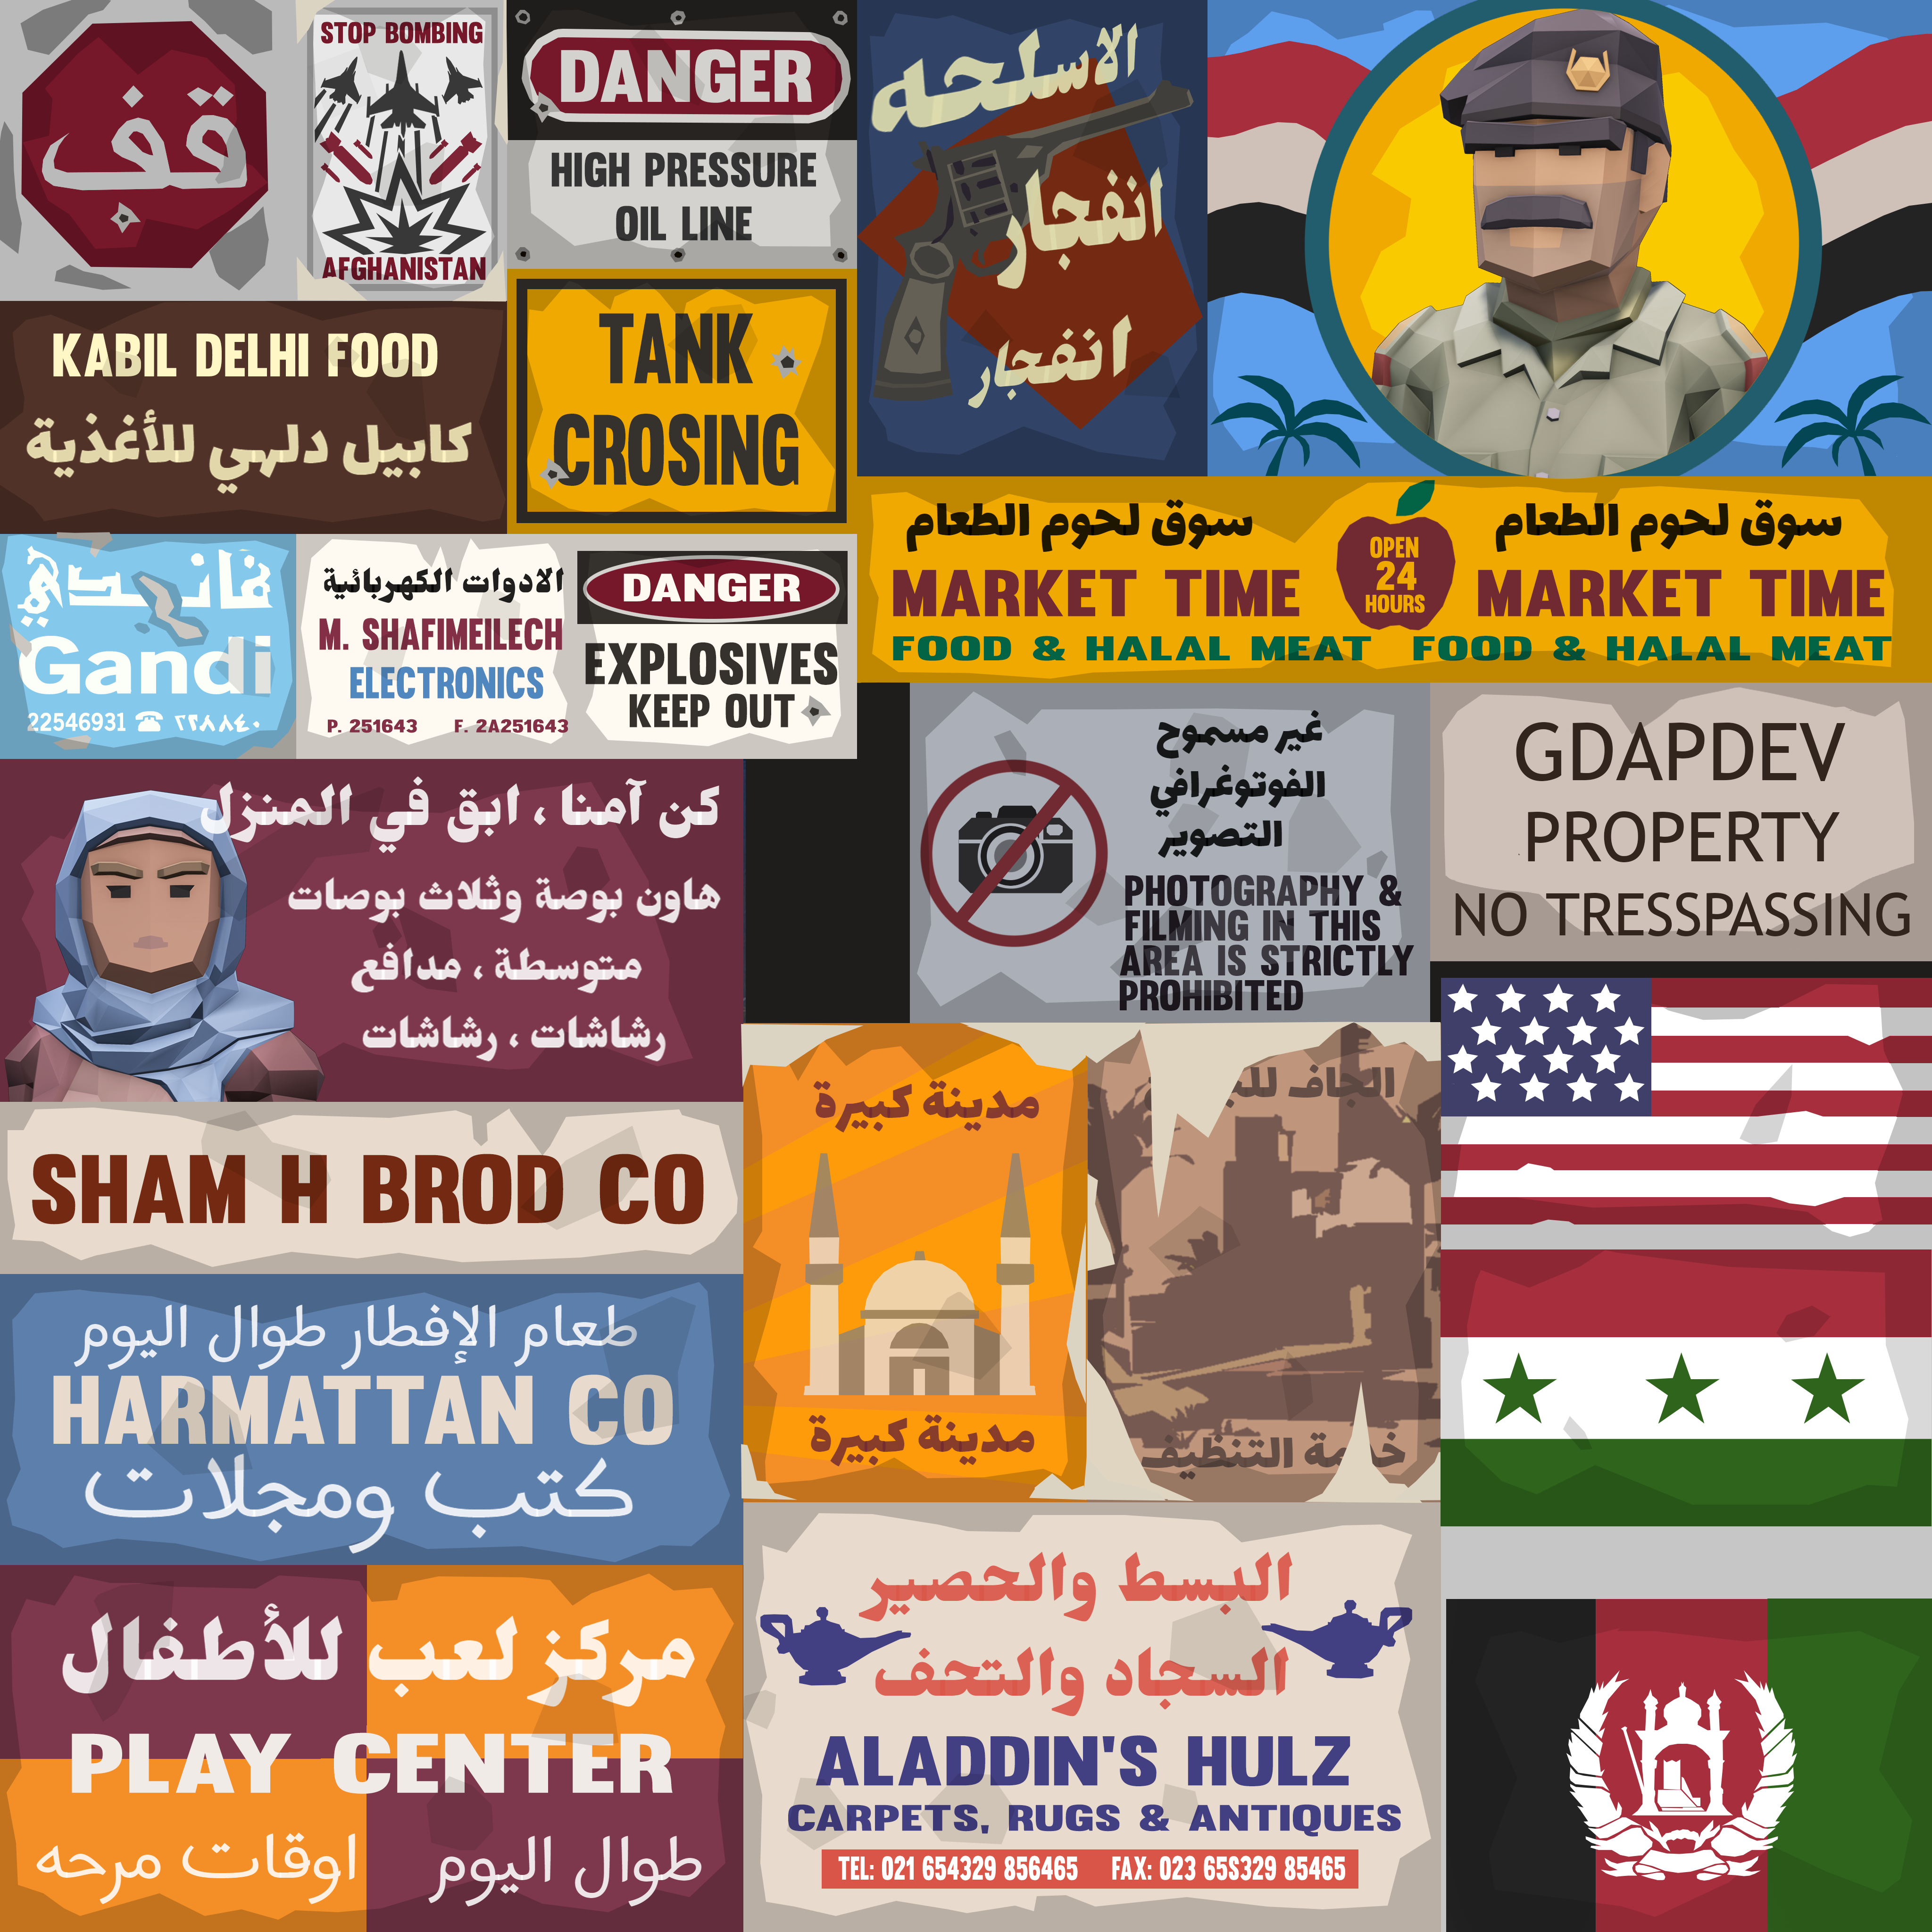 قف
STOP BOMBING
AFGHANISTAN
DANGER
HIGH PRESSURE
OIL LINE
الاسلحه
انفجار
انفجار
KABIL DELHI FOOD
كابيل دلهي للأغذية
TANK
CROSING
سوق لحوم الطعام
MARKET TIME
FOOD & HALAL MEAT
OPEN
24
HOURS
سوق لحوم الطعام
MARKET TIME
FOOD & HALAL MEAT
غاندي
Gandi
22546931 ☎ ٢٢٨٨٤٠
الادوات الكهربائية
M. SHAFIMEILECH
ELECTRONICS
P. 251643 F. 2A251643
DANGER
EXPLOSIVES
KEEP OUT
غير مسموح
الفوتوغرافي
التصوير
PHOTOGRAPHY &
FILMING IN THIS
AREA IS STRICTLY
PROHIBITED
GDAPDEV
PROPERTY
NO TRESSPASSING
كن آمنا ، ابق في المنزل
هاون بوصة وثلاث بوصات
متوسطة ، مدافع
رشاشات ، رشاشات
SHAM H BROD CO
مدينة كبيرة
مدينة كبيرة
الجاف
التنظيف
طعام الإفطار طوال اليوم
HARMATTAN CO
كتب ومجلات
مركز لعب للأطفال
PLAY CENTER
اوقات مرحه
طوال اليوم
البسط والحصير
السجاد والتحف
ALADDIN'S HULZ
CARPETS, RUGS & ANTIQUES
TEL: 021 654329 856465 FAX: 023 65S329 85465